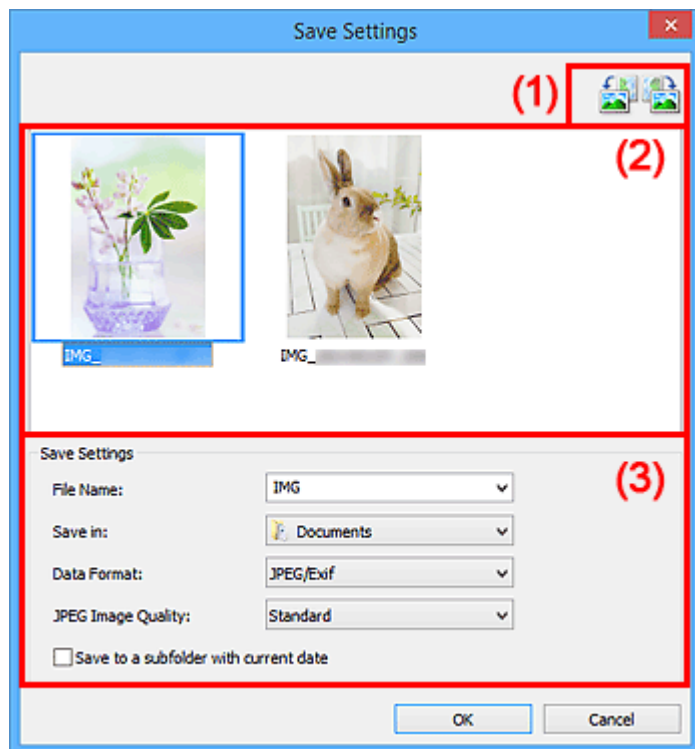 Save Settings
(1)
(2)
IMG_
IMG_
Save Settings
(3)
File Name: IMG
Save in: Documents
Data Format: JPEG/Exif
JPEG Image Quality: Standard
Save to a subfolder with current date
OK Cancel